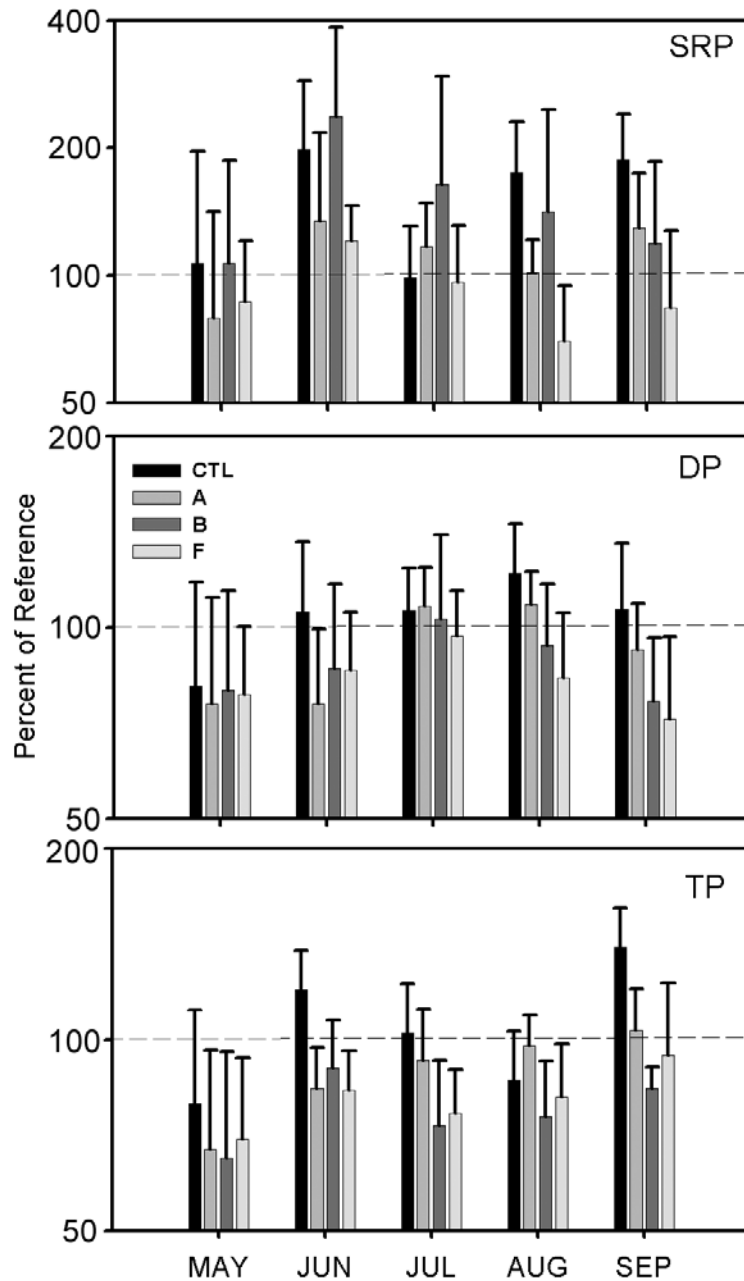 400
SRP
200
100
50
200
DP
CTL
A
B
F
100
50
Percent of Reference
200
TP
100
50
MAY JUN JUL AUG SEP